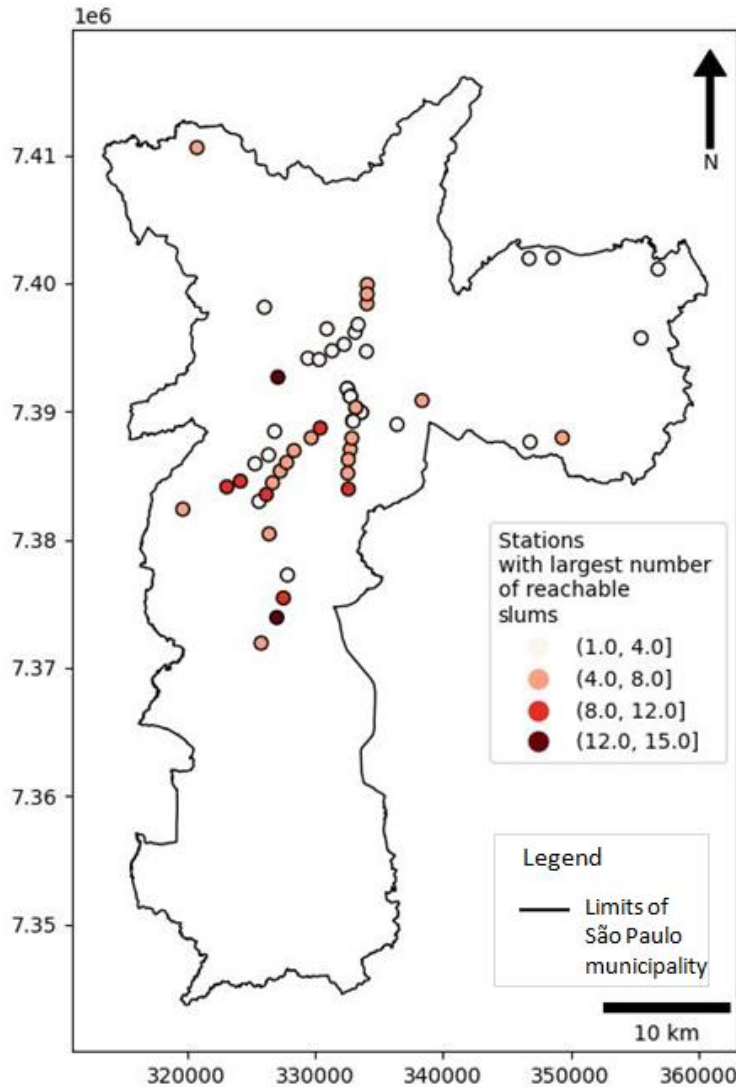 1e6
N
7.41
7.40
7.39
7.38
7.37
7.36
7.35
Stations
with largest number
of reachable
slums
(1.0, 4.0]
(4.0, 8.0]
(8.0, 12.0]
(12.0, 15.0]
Legend
Limits of
São Paulo
municipality
10 km
320000 330000 340000 350000 360000